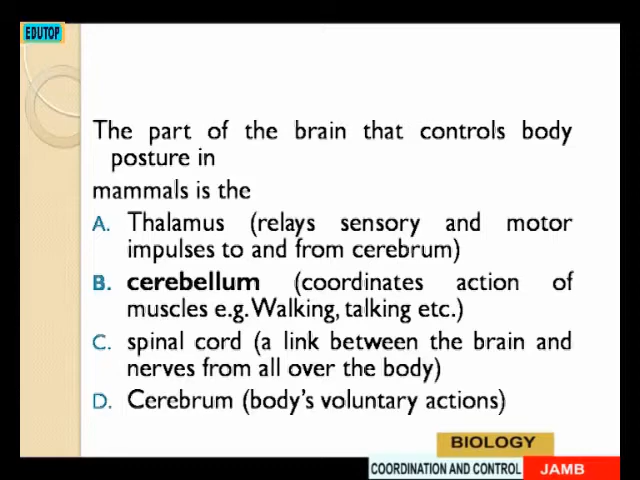 EDUTOP
The part of the brain that controls body
posture in
mammals is the
A. Thalamus (relays sensory and motor
impulses to and from cerebrum)
B. cerebellum (coordinates action of
muscles e.g. Walking, talking etc.)
C. spinal cord (a link between the brain and
nerves from all over the body)
D. Cerebrum (body's voluntary actions)
BIOLOGY
COORDINATION AND CONTROL JAMB